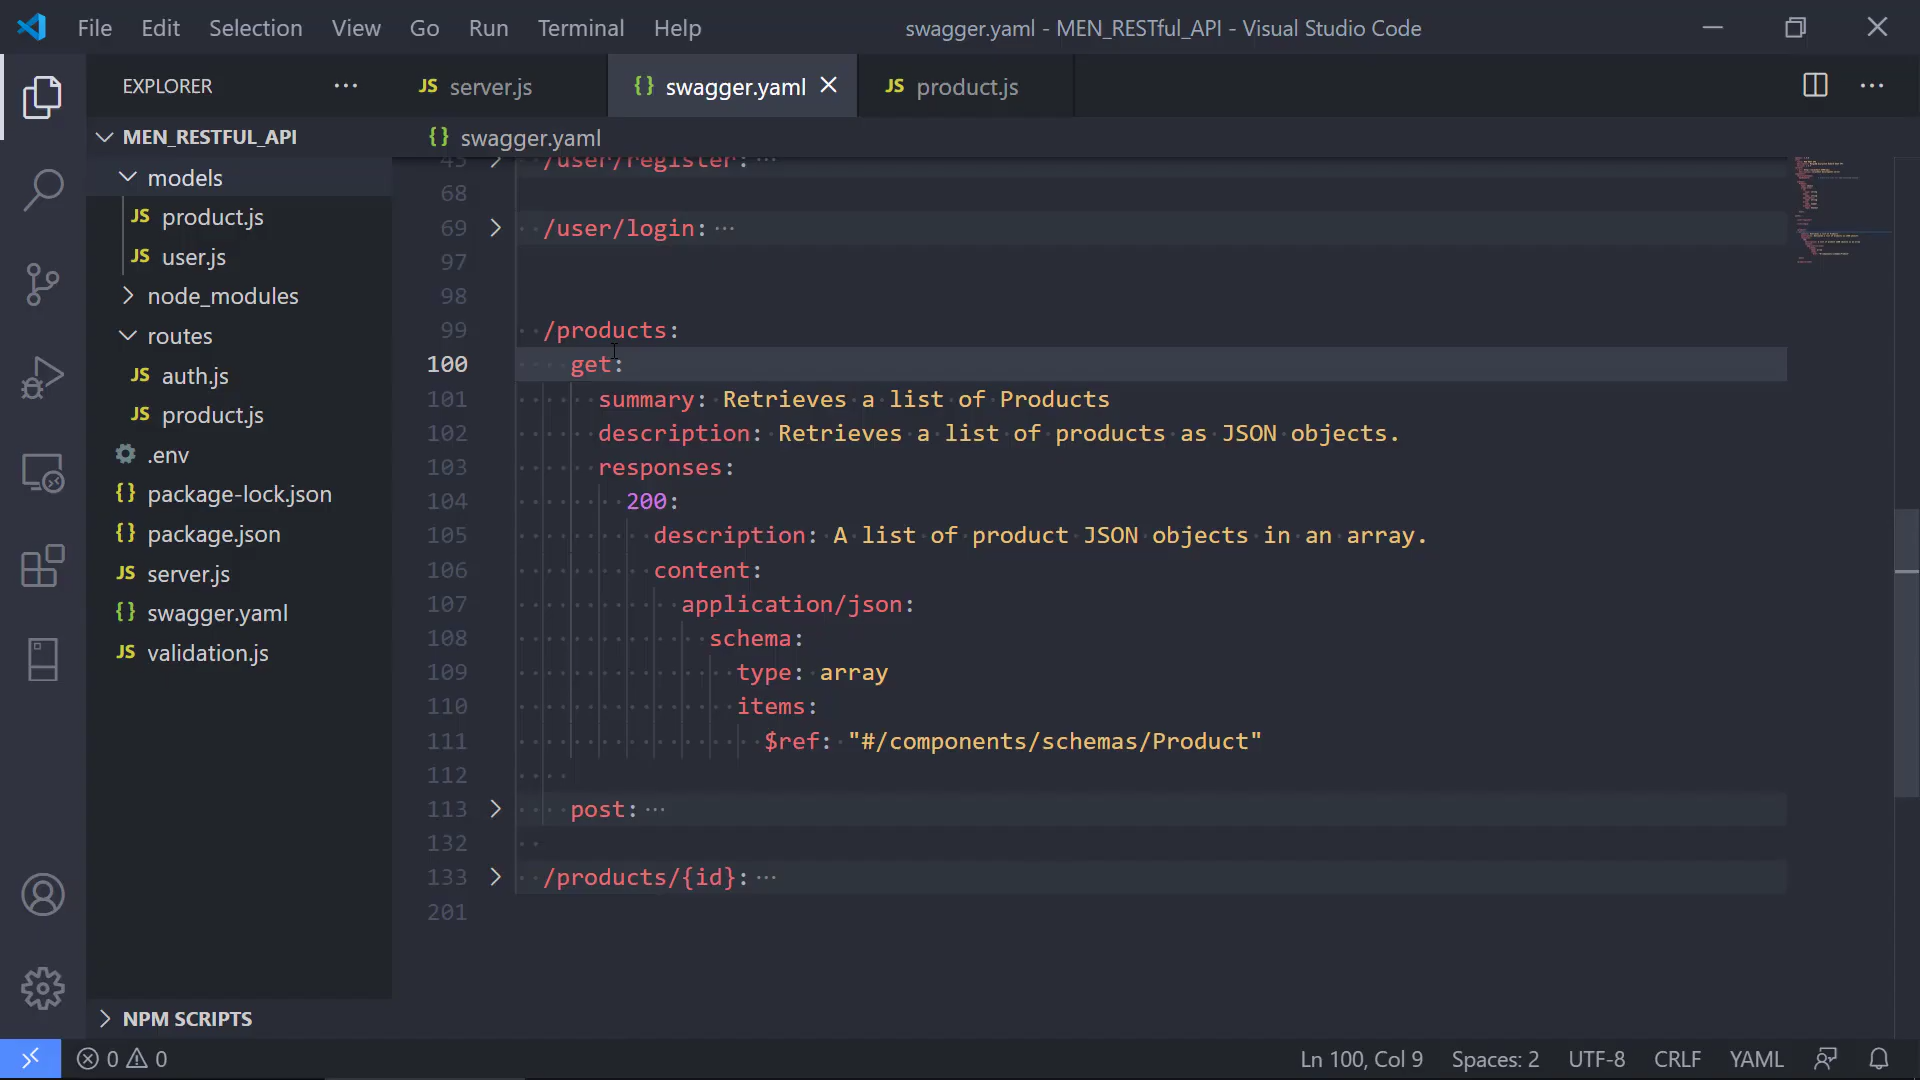 File Edit Selection View Go Run Terminal Help swagger.yaml - MEN_RESTful_API - Visual Studio Code
EXPLORER ···
JS server.js {} swagger.yaml JS product.js ···
MEN_RESTFUL_API
{} swagger.yaml
models
JS product.js
JS user.js
node_modules
routes
JS auth.js
JS product.js
.env
{} package-lock.json
{} package.json
JS server.js
{} swagger.yaml
JS validation.js
NPM SCRIPTS
43 /user/register: ···
68
69 /user/login: ···
97
98
99 /products:
100 get:
101 summary: Retrieves a list of Products
102 description: Retrieves a list of products as JSON objects.
103 responses:
104 200:
105 description: A list of product JSON objects in an array.
106 content:
107 application/json:
108 schema:
109 type: array
110 items:
111 $ref: "#/components/schemas/Product"
112
113 post: ···
132
133 /products/{id}: ···
201
0 0 Ln 100, Col 9 Spaces: 2 UTF-8 CRLF YAML